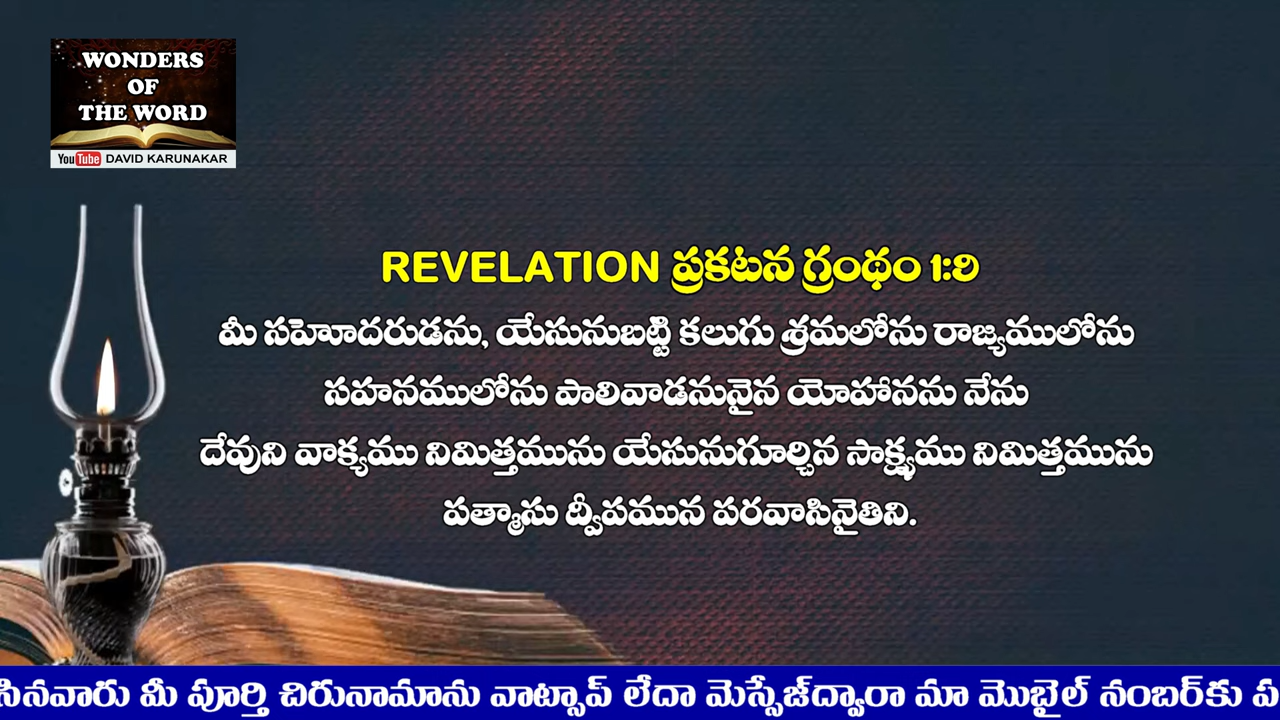 WONDERS
OF
THE WORD
YouTube DAVID KARUNAKAR
REVELATION ప్రకటన గ్రంథం 1:9
మీ సహోదరుడను, యేసునుబట్టి కలుగు శ్రమలోను రాజ్యములోను
సహనములోను పాలివాడనునైన యోహానను నేను
దేవుని వాక్యము నిమిత్తమును యేసునుగూర్చిన సాక్ష్యము నిమిత్తమును
పత్మాసు ద్వీపమున పరవాసినైతిని.
సినవారు మీ పూర్తి చిరునామాను వాట్సాప్ లేదా మెస్సేజ్‌ద్వారా మా మొబైల్ నంబర్‌కు